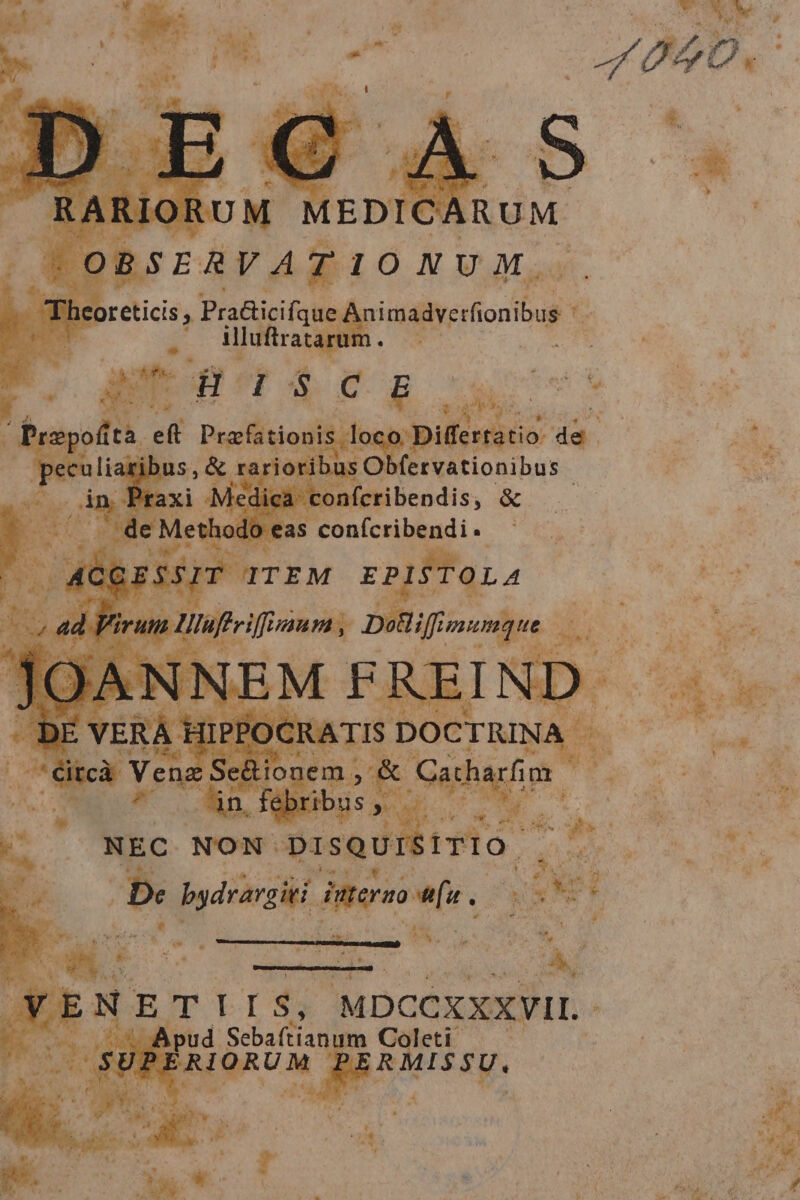 1040.
DECAS
RARIORUM MEDICARUM
OBSERVATIONUM
Theoreticis, Practiciſque Animadverſionibus
illuſtratarum.
HISCE
Præpoſita eſt Præfationis loco Diſſertatio de
peculiaribus, & rarioribus Obſervationibus
in Praxi Medica conſcribendis, &
de Methodo eas conſcribendi.
ACCESSIT ITEM EPISTOLA
ad Virum Illuſtriſſimum, Doctiſſimumque
JOANNEM FREIND
DE VERA HIPPOCRATIS DOCTRINA
circà Venæ Sectionem, & Catharſim
in febribus,
NEC NON DISQUISITIO
De hydrargiri interno uſu.
VENETIIS, MDCCXXXVII.
Apud Sebaſtianum Coleti
SUPERIORUM PERMISSU.